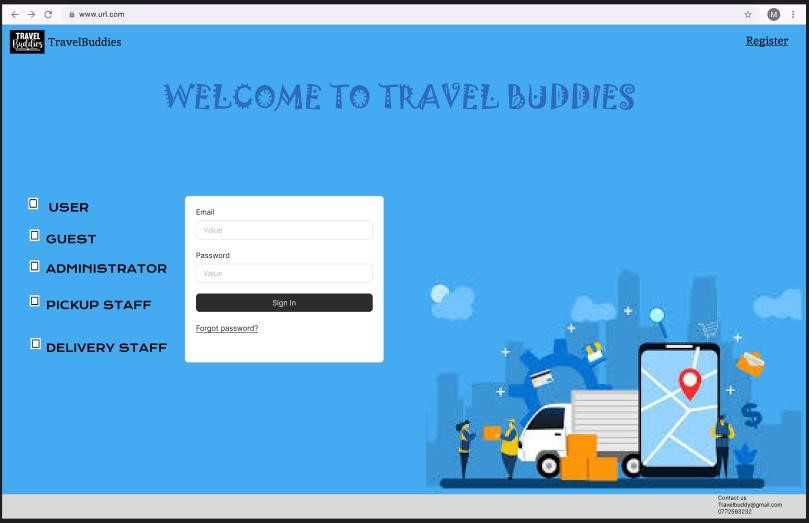 www.url.com
M
TRAVEL
Buddies
TravelBuddies
Register
WELCOME TO TRAVEL BUDDIES
USER
GUEST
ADMINISTRATOR
PICKUP STAFF
DELIVERY STAFF
Email
Value
Password
Value
Sign In
Forgot password?
$
Contact us
Travelbuddy@gmail.com
0772593232